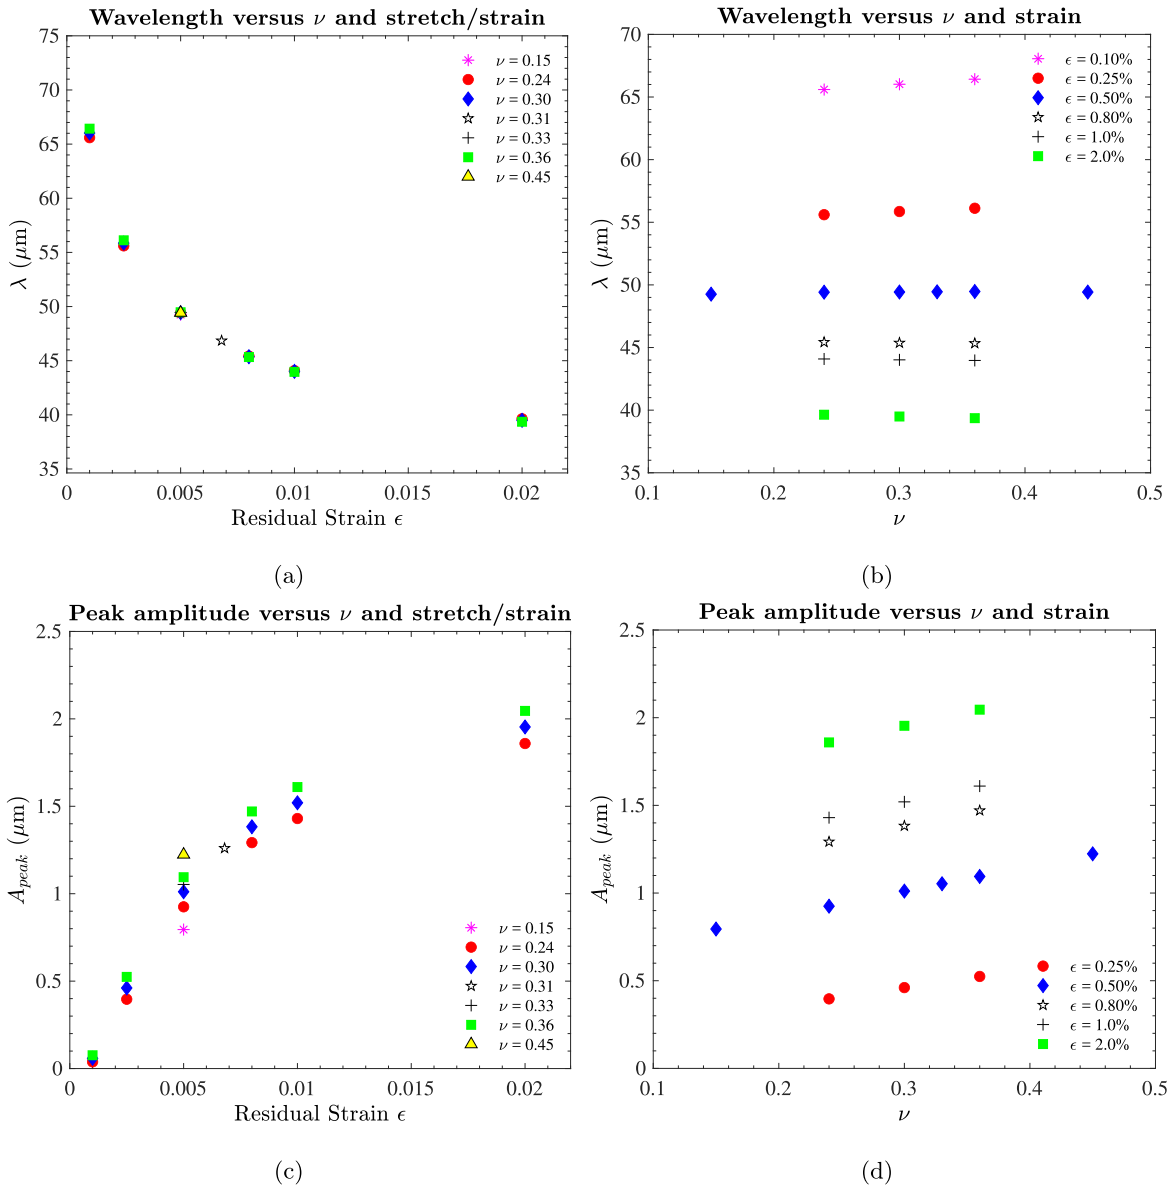 Wavelength versus ν and stretch/strain
75
70
65
60
55
50
45
40
35
λ (μm)
ν = 0.15
ν = 0.24
ν = 0.30
ν = 0.31
ν = 0.33
ν = 0.36
ν = 0.45
0 0.005 0.01 0.015 0.02
Residual Strain ϵ
(a)
Wavelength versus ν and strain
70
65
60
55
50
45
40
35
λ (μm)
ϵ = 0.10%
ϵ = 0.25%
ϵ = 0.50%
ϵ = 0.80%
ϵ = 1.0%
ϵ = 2.0%
0.1 0.2 0.3 0.4 0.5
ν
(b)
Peak amplitude versus ν and stretch/strain
2.5
2
1.5
1
0.5
0
A_peak (μm)
ν = 0.15
ν = 0.24
ν = 0.30
ν = 0.31
ν = 0.33
ν = 0.36
ν = 0.45
0 0.005 0.01 0.015 0.02
Residual Strain ϵ
(c)
Peak amplitude versus ν and strain
2.5
2
1.5
1
0.5
0
A_peak (μm)
ϵ = 0.25%
ϵ = 0.50%
ϵ = 0.80%
ϵ = 1.0%
ϵ = 2.0%
0.1 0.2 0.3 0.4 0.5
ν
(d)